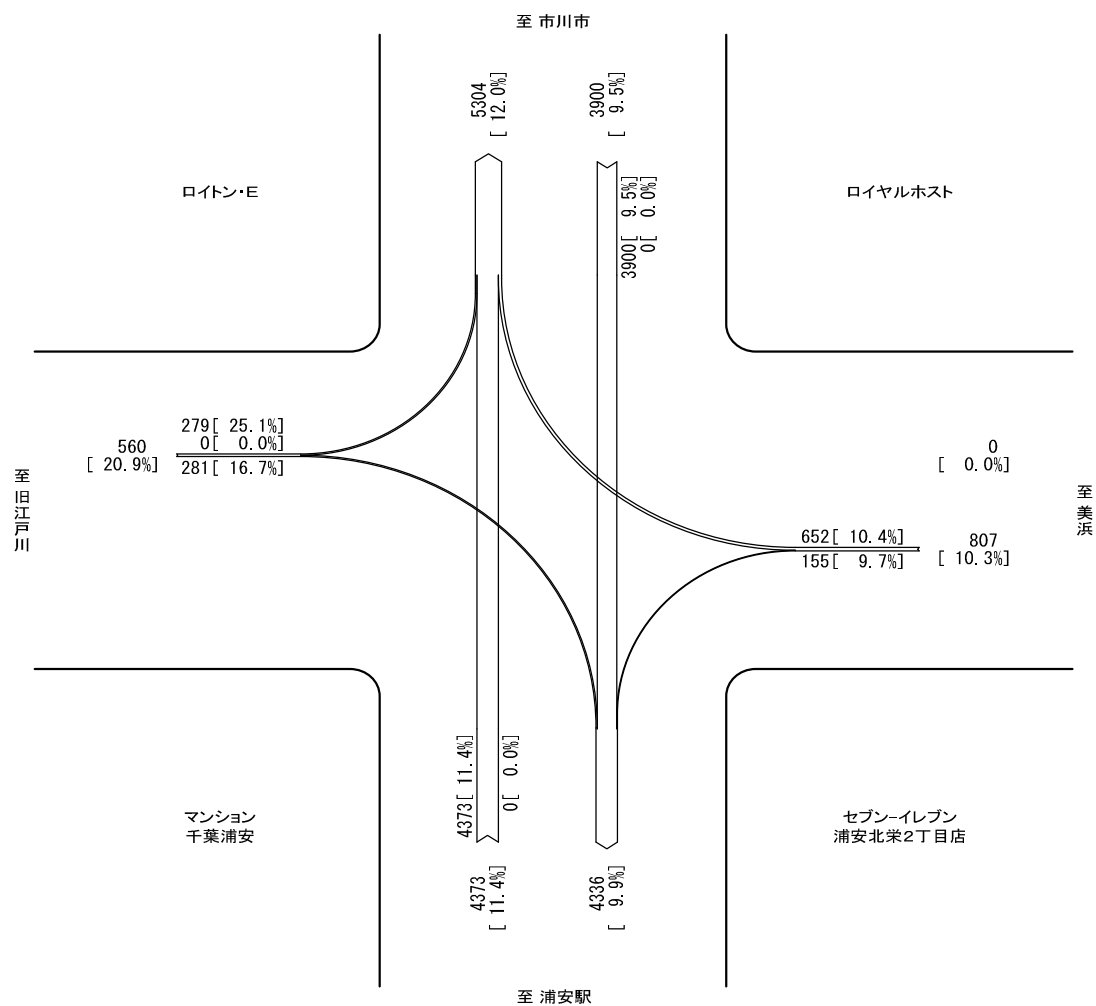 至 市川市
5304
[ 12.0%]
3900
[ 9.5%]
3900[ 9.5%]
0[ 0.0%]
ロイトン・E
ロイヤルホスト
279[ 25.1%]
0[ 0.0%]
281[ 16.7%]
560
[ 20.9%]
至 旧江戸川
0
[ 0.0%]
652[ 10.4%]
155[ 9.7%]
807
[ 10.3%]
至 美浜
4373[ 11.4%]
0[ 0.0%]
マンション
千葉浦安
セブン-イレブン
浦安北栄2丁目店
4373
[ 11.4%]
4336
[ 9.9%]
至 浦安駅